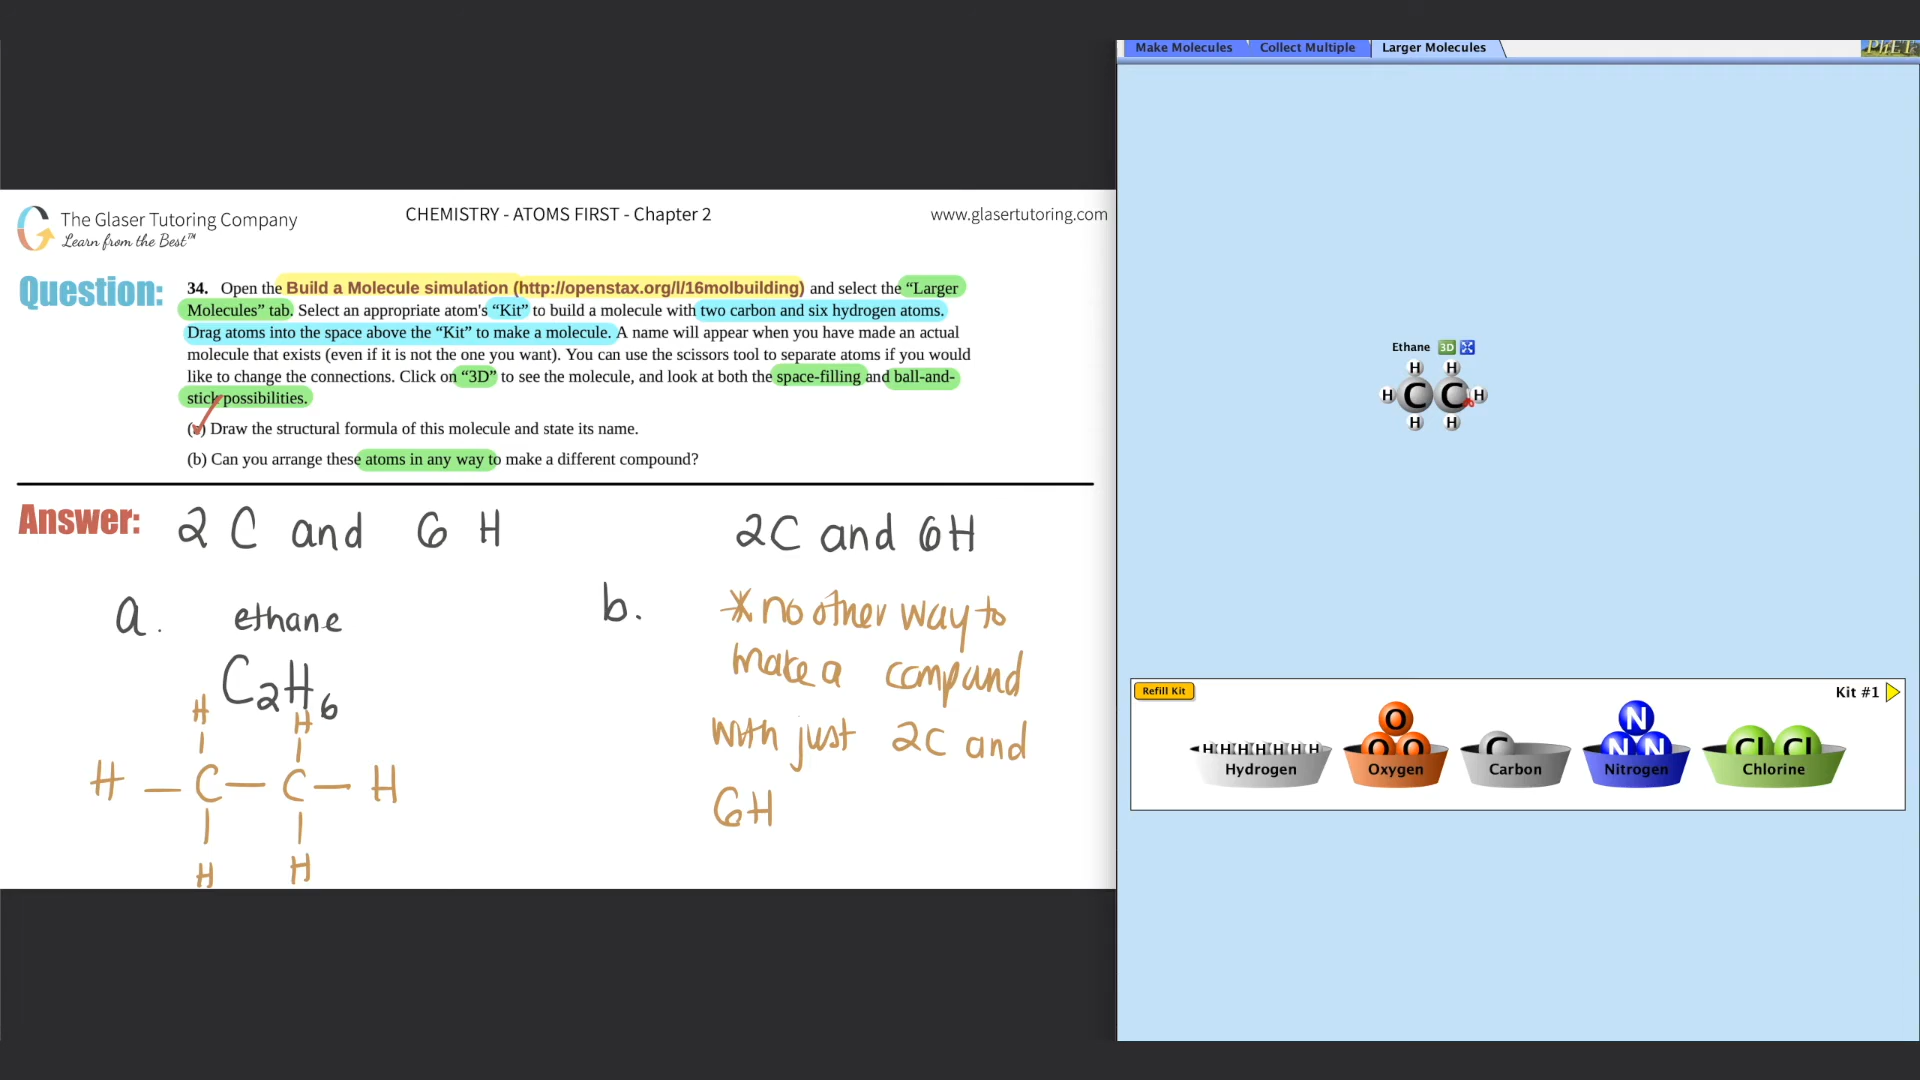 Make Molecules Collect Multiple Larger Molecules PhET
The Glaser Tutoring Company
Learn from the Best™
CHEMISTRY - ATOMS FIRST - Chapter 2
www.glasertutoring.com
Question:
34. Open the Build a Molecule simulation (http://openstax.org/l/16molbuilding) and select the “Larger
Molecules” tab. Select an appropriate atom's “Kit” to build a molecule with two carbon and six hydrogen atoms.
Drag atoms into the space above the “Kit” to make a molecule. A name will appear when you have made an actual
molecule that exists (even if it is not the one you want). You can use the scissors tool to separate atoms if you would
like to change the connections. Click on “3D” to see the molecule, and look at both the space-filling and ball-and-
stick possibilities.
(a) Draw the structural formula of this molecule and state its name.
(b) Can you arrange these atoms in any way to make a different compound?
Answer:
2 C and 6 H
a.
ethane
C2H6
H H
H — C — C — H
H H
2C and 6H
b.
*no other way to
make a compound
with just 2C and
6H
Ethane 3D
H H
H C C H
H H
Refill Kit
Kit #1
H H H H H H H
O
O O
C
N
N N
Cl Cl
Hydrogen Oxygen Carbon Nitrogen Chlorine